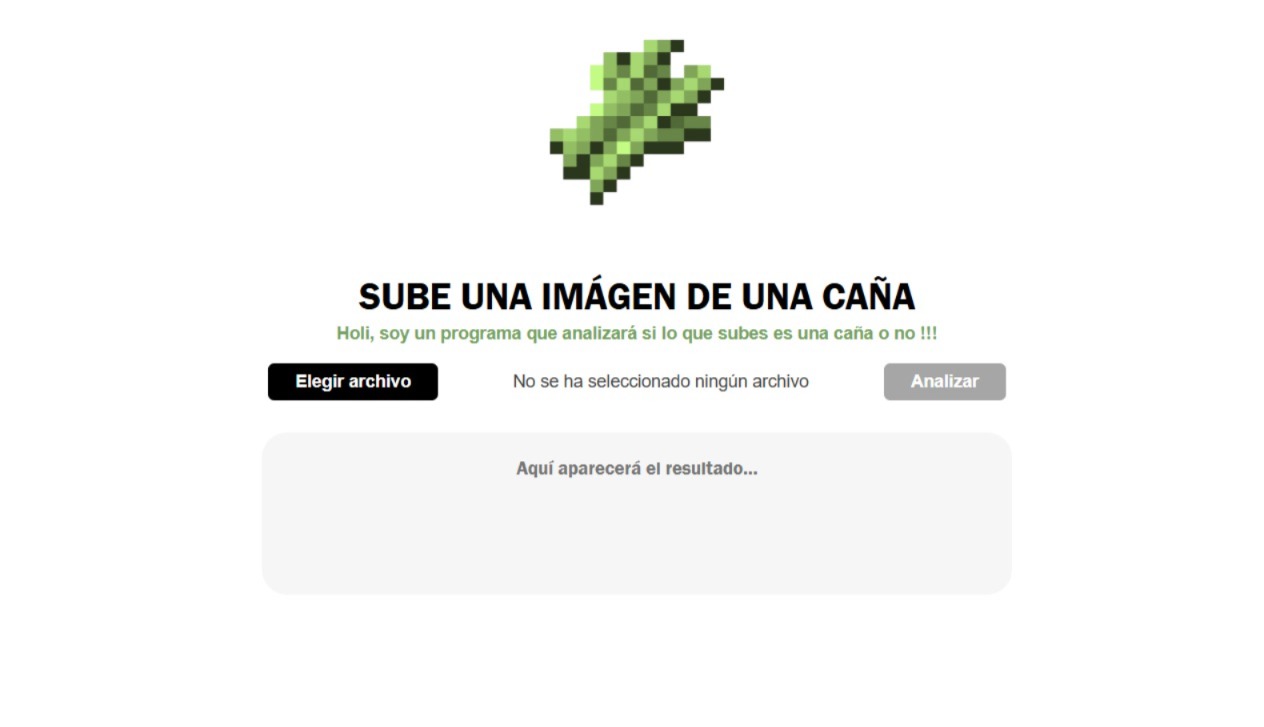 SUBE UNA IMÁGEN DE UNA CAÑA
Holi, soy un programa que analizará si lo que subes es una caña o no !!!
Elegir archivo
No se ha seleccionado ningún archivo
Analizar
Aquí aparecerá el resultado...